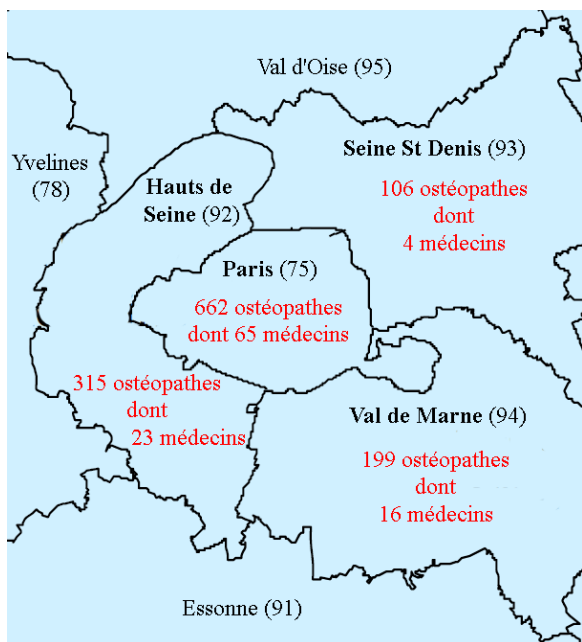 Val d'Oise (95)
Yvelines
(78)
Seine St Denis (93)
106 ostéopathes
dont
4 médecins
Hauts de
Seine (92)
Paris (75)
662 ostéopathes
dont 65 médecins
315 ostéopathes
dont
23 médecins
Val de Marne (94)
199 ostéopathes
dont
16 médecins
Essonne (91)